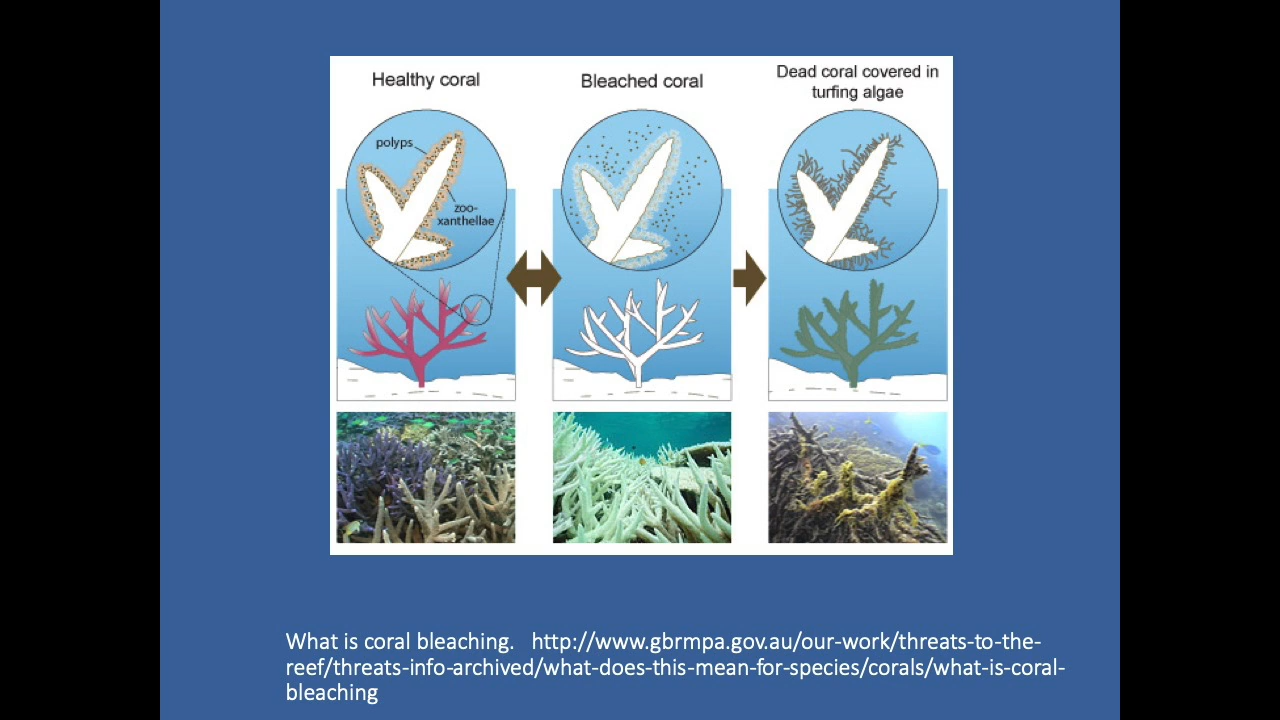 Healthy coral
Bleached coral
Dead coral covered in
turfing algae
polyps
zoo-
xanthellae
What is coral bleaching.   http://www.gbrmpa.gov.au/our-work/threats-to-the-
reef/threats-info-archived/what-does-this-mean-for-species/corals/what-is-coral-
bleaching